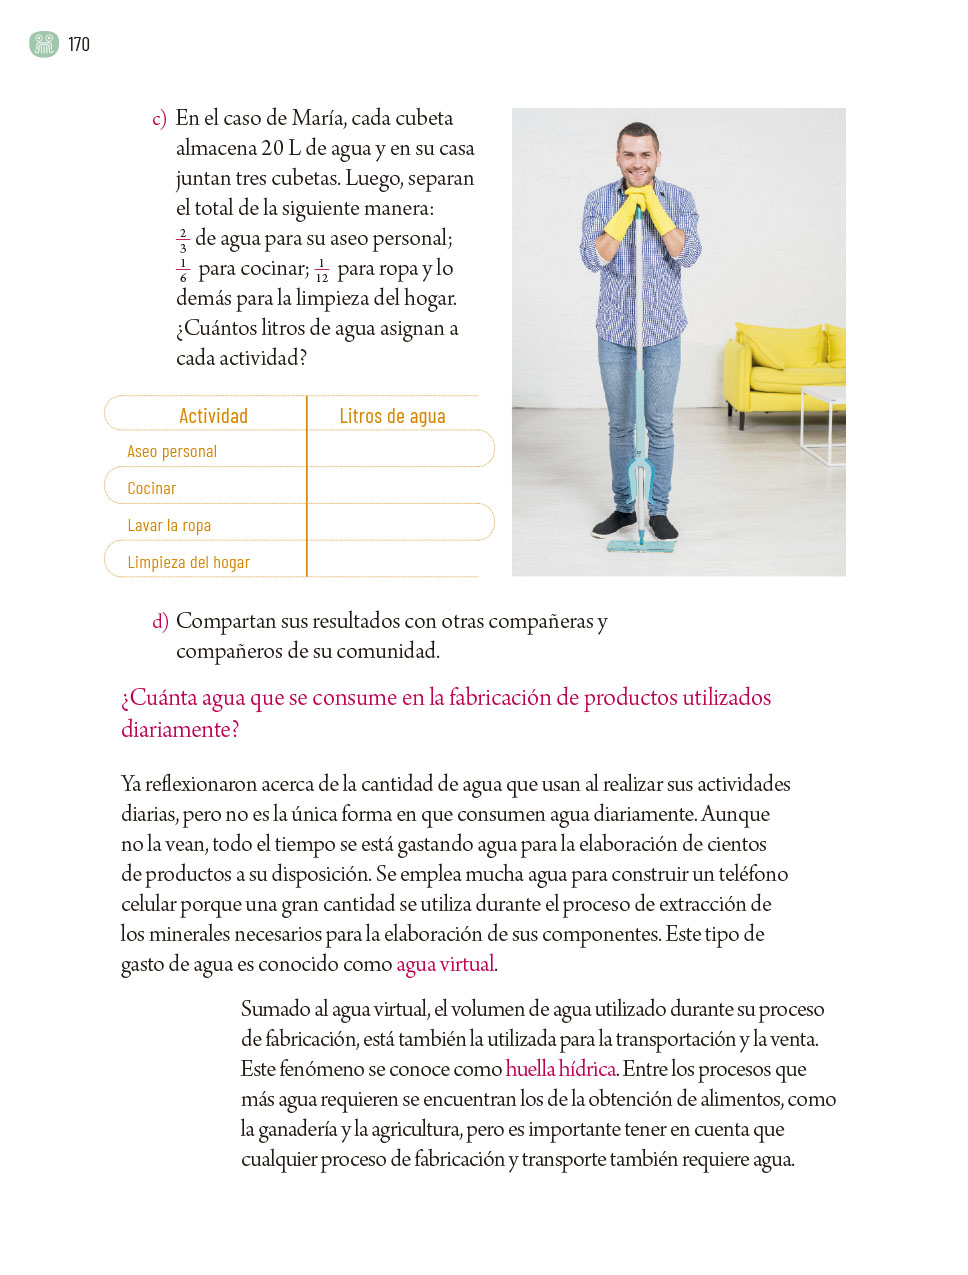 170
c) En el caso de María, cada cubeta
almacena 20 L de agua y en su casa
juntan tres cubetas. Luego, separan
el total de la siguiente manera:
2/3 de agua para su aseo personal;
1/6 para cocinar; 1/12 para ropa y lo
demás para la limpieza del hogar.
¿Cuántos litros de agua asignan a
cada actividad?
Actividad Litros de agua
Aseo personal
Cocinar
Lavar la ropa
Limpieza del hogar
d) Compartan sus resultados con otras compañeras y
compañeros de su comunidad.
¿Cuánta agua que se consume en la fabricación de productos utilizados
diariamente?
Ya reflexionaron acerca de la cantidad de agua que usan al realizar sus actividades
diarias, pero no es la única forma en que consumen agua diariamente. Aunque
no la vean, todo el tiempo se está gastando agua para la elaboración de cientos
de productos a su disposición. Se emplea mucha agua para construir un teléfono
celular porque una gran cantidad se utiliza durante el proceso de extracción de
los minerales necesarios para la elaboración de sus componentes. Este tipo de
gasto de agua es conocido como agua virtual.
Sumado al agua virtual, el volumen de agua utilizado durante su proceso
de fabricación, está también la utilizada para la transportación y la venta.
Este fenómeno se conoce como huella hídrica. Entre los procesos que
más agua requieren se encuentran los de la obtención de alimentos, como
la ganadería y la agricultura, pero es importante tener en cuenta que
cualquier proceso de fabricación y transporte también requiere agua.